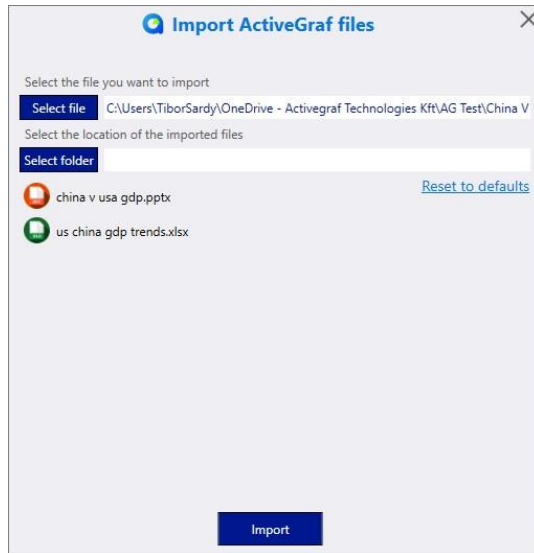 Import ActiveGraf files
Select the file you want to import
Select file C:\Users\TiborSardy\OneDrive - Activegraf Technologies Kft\AG Test\China V
Select the location of the imported files
Select folder
Reset to defaults
china v usa gdp.pptx
us china gdp trends.xlsx
Import